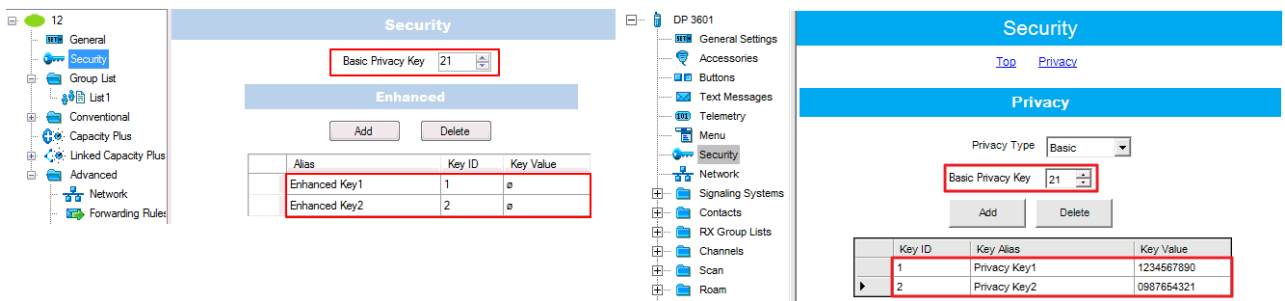 12
General
Security
Group List
List1
Conventional
Capacity Plus
Linked Capacity Plus
Advanced
Network
Forwarding Rules
Security
Basic Privacy Key 21
Enhanced
Add Delete
Alias Key ID Key Value
Enhanced Key1 1 ø
Enhanced Key2 2 ø
DP 3601
General Settings
Accessories
Buttons
Text Messages
Telemetry
Menu
Security
Network
Signaling Systems
Contacts
RX Group Lists
Channels
Scan
Roam
Security
Top Privacy
Privacy
Privacy Type Basic
Basic Privacy Key 21
Add Delete
Key ID Key Alias Key Value
1 Privacy Key1 1234567890
2 Privacy Key2 0987654321